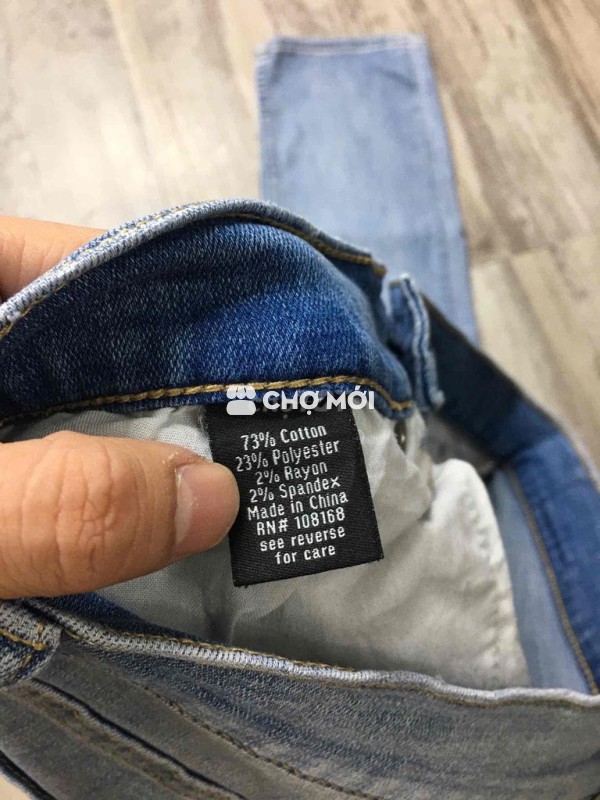 CHỢ MỚI
73% Cotton
23% Polyester
2% Rayon
2% Spandex
Made in China
RN# 108168
see reverse
for care